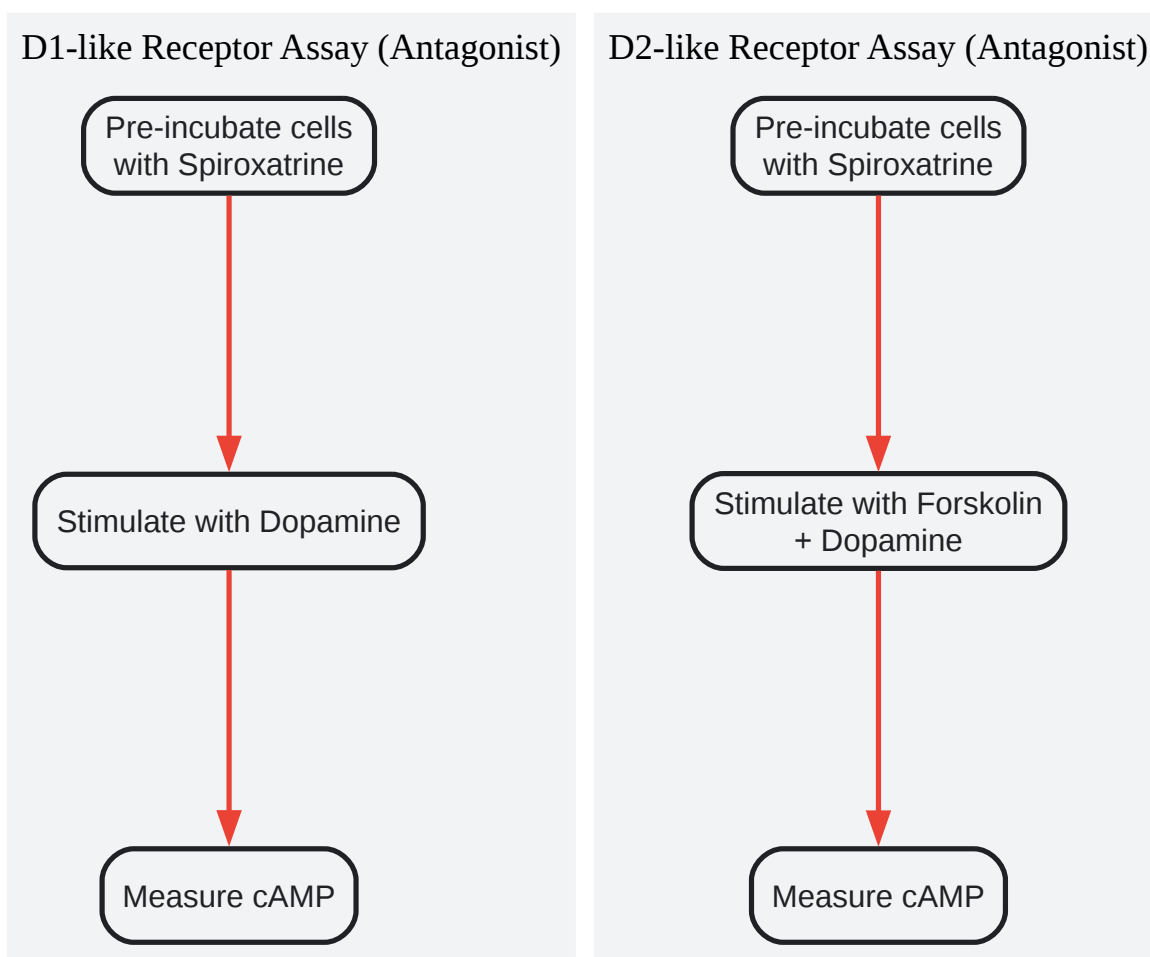 D1-like Receptor Assay (Antagonist)
Pre-incubate cells
with Spiroxatrine
Stimulate with Dopamine
Measure cAMP
D2-like Receptor Assay (Antagonist)
Pre-incubate cells
with Spiroxatrine
Stimulate with Forskolin
+ Dopamine
Measure cAMP